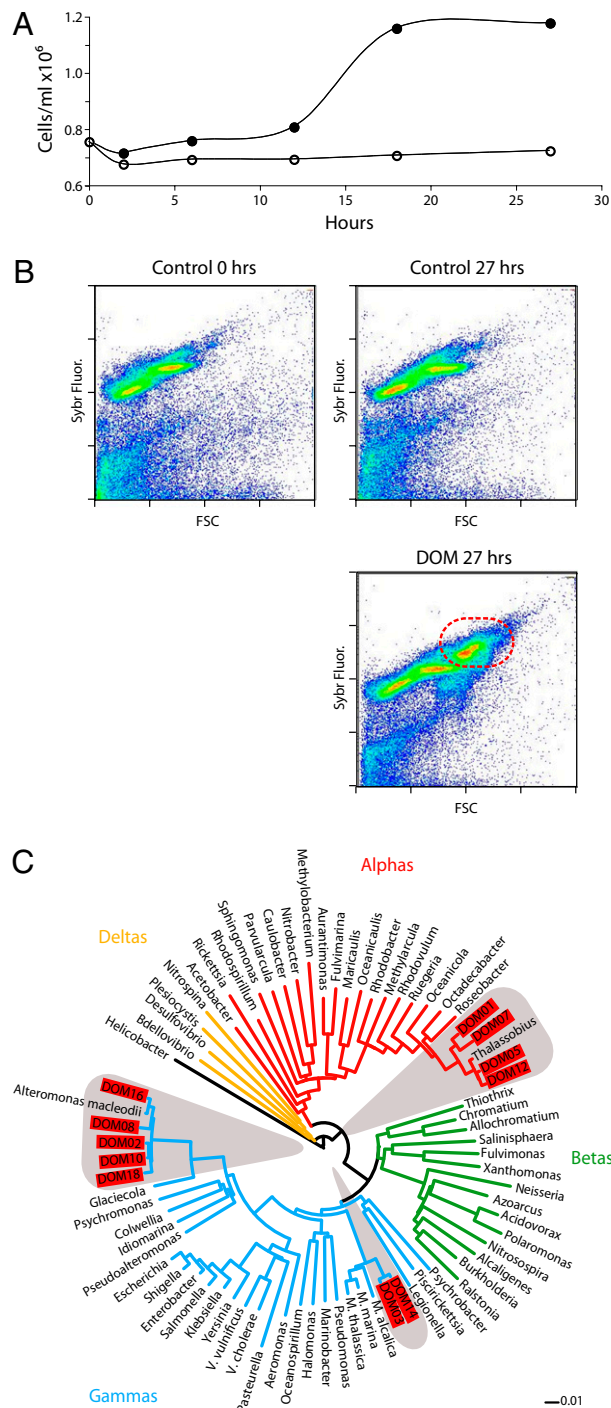 A
Cells/ml x10⁶
1.2
1.0
0.8
0.6
0
5
10
15
20
25
30
Hours
B
Control 0 hrs
Control 27 hrs
Sybr Fluor.
Sybr Fluor.
FSC
FSC
DOM 27 hrs
Sybr Fluor.
FSC
C
Alphas
Deltas
Betas
Gammas
Helicobacter
Bdellovibrio
Desulfovibrio
Plesiocystis
Nitrospina
Acetobacter
Rickettsia
Rhodospirillum
Sphingomonas
Parvularcula
Caulobacter
Nitrobacter
Methylobacterium
Aurantimonas
Fulvimarina
Maricaulis
Oceanicaulis
Rhodobacter
Methylarcula
Rhodovulum
Ruegeria
Oceanicola
Octadecabacter
Roseobacter
DOM01
DOM07
Thalassobius
DOM05
DOM12
Thiothrix
Chromatium
Allochromatium
Salinisphaera
Fulvimonas
Xanthomonas
Neisseria
Azoarcus
Acidovorax
Polaromonas
Nitrosospira
Alcaligenes
Burkholderia
Ralstonia
Psychrobacter
Piscirickettsia
Legionella
DOM14
DOM03
M. alcalica
M. marina
M. thalassica
Pseudomonas
Marinobacter
Halomonas
Oceanospirillum
Aeromonas
Pasteurella
V. cholerae
V. vulnificus
Yersinia
Klebsiella
Salmonella
Enterobacter
Shigella
Escherichia
Pseudoalteromonas
Idiomarina
Colwellia
Psychromonas
Glaciecola
DOM18
DOM10
DOM02
DOM08
Alteromonas macleodii
DOM16
0.01